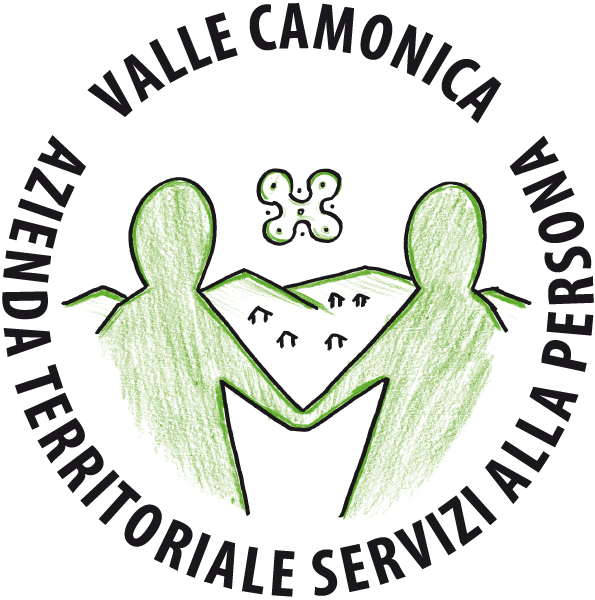 VALLE CAMONICA
AZIENDA TERRITORIALE SERVIZI ALLA PERSONA